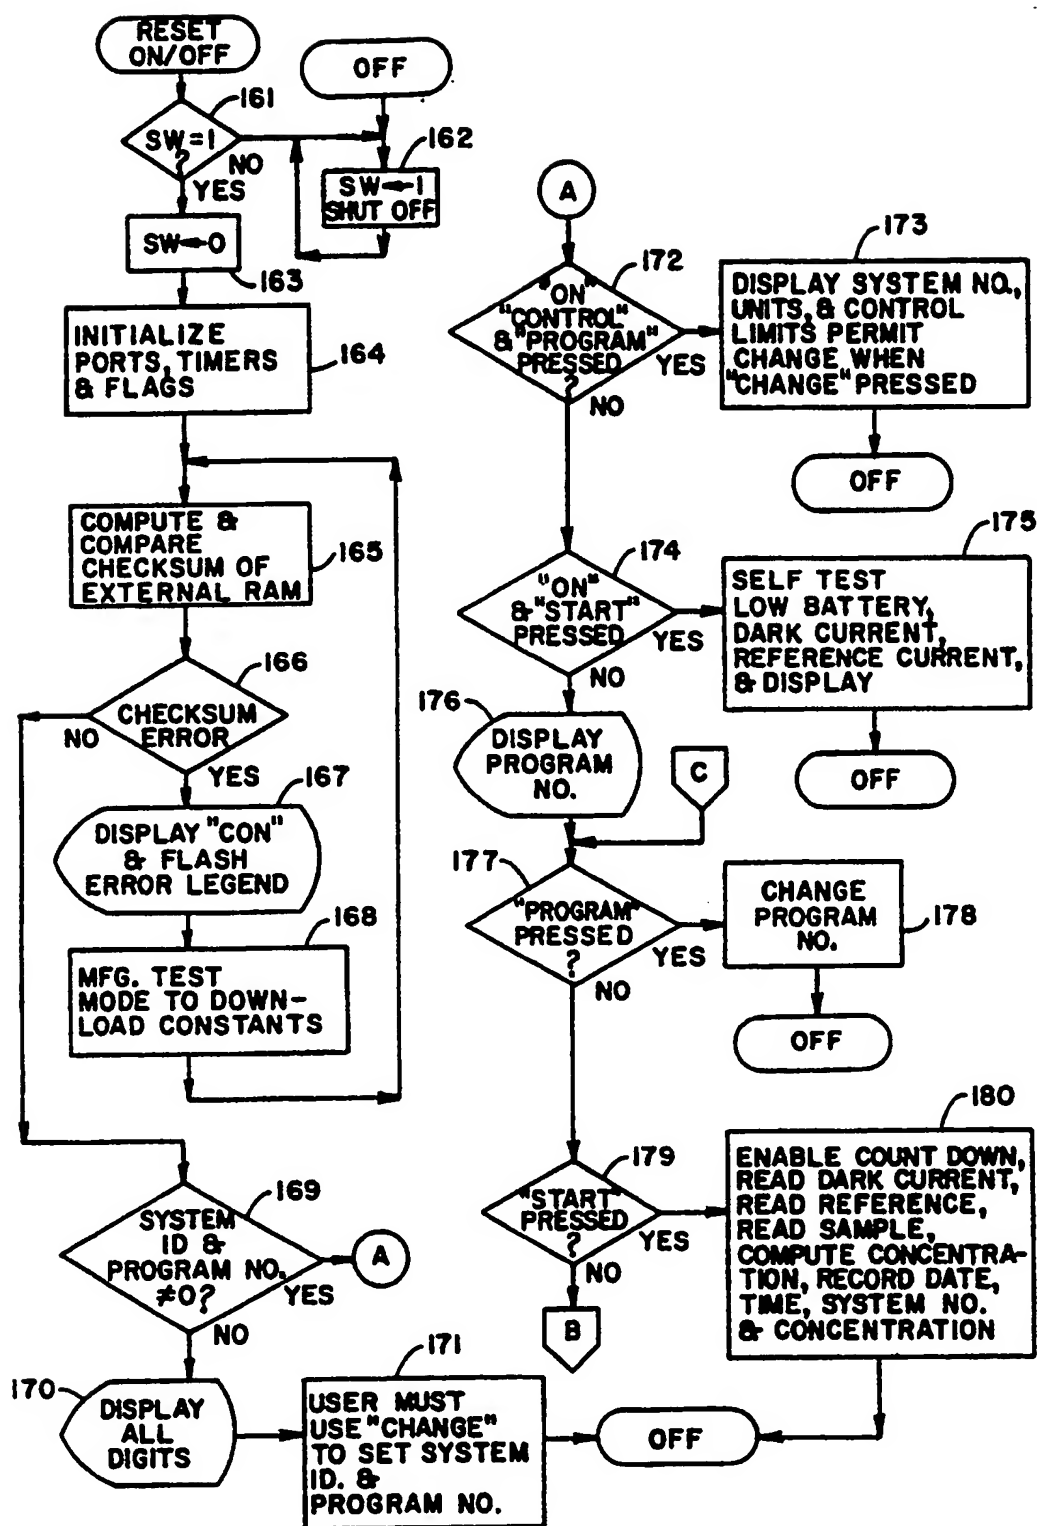 RESET
ON/OFF
OFF
161
SW=1
?
NO
YES
162
SW←1
SHUT OFF
SW←0
163
INITIALIZE
PORTS, TIMERS
& FLAGS
164
COMPUTE &
COMPARE
CHECKSUM OF
EXTERNAL RAM
165
166
CHECKSUM
ERROR
NO
YES
167
DISPLAY "CON"
& FLASH
ERROR LEGEND
168
MFG. TEST
MODE TO DOWN-
LOAD CONSTANTS
169
SYSTEM
ID &
PROGRAM NO.
≠0?
YES
A
NO
170
DISPLAY
ALL
DIGITS
171
USER MUST
USE "CHANGE"
TO SET SYSTEM
ID. &
PROGRAM NO.
OFF
A
172
"ON"
"CONTROL"
& "PROGRAM"
PRESSED
?
YES
NO
173
DISPLAY SYSTEM NO.,
UNITS, & CONTROL
LIMITS PERMIT
CHANGE WHEN
"CHANGE" PRESSED
OFF
174
"ON"
& "START"
PRESSED
YES
NO
175
SELF TEST
LOW BATTERY,
DARK CURRENT,
REFERENCE CURRENT,
& DISPLAY
OFF
176
DISPLAY
PROGRAM
NO.
C
177
"PROGRAM"
PRESSED
?
YES
NO
CHANGE
PROGRAM
NO.
178
OFF
179
"START"
PRESSED
?
YES
NO
B
180
ENABLE COUNT DOWN,
READ DARK CURRENT,
READ REFERENCE,
READ SAMPLE,
COMPUTE CONCENTRA-
TION, RECORD DATE,
TIME, SYSTEM NO.
& CONCENTRATION